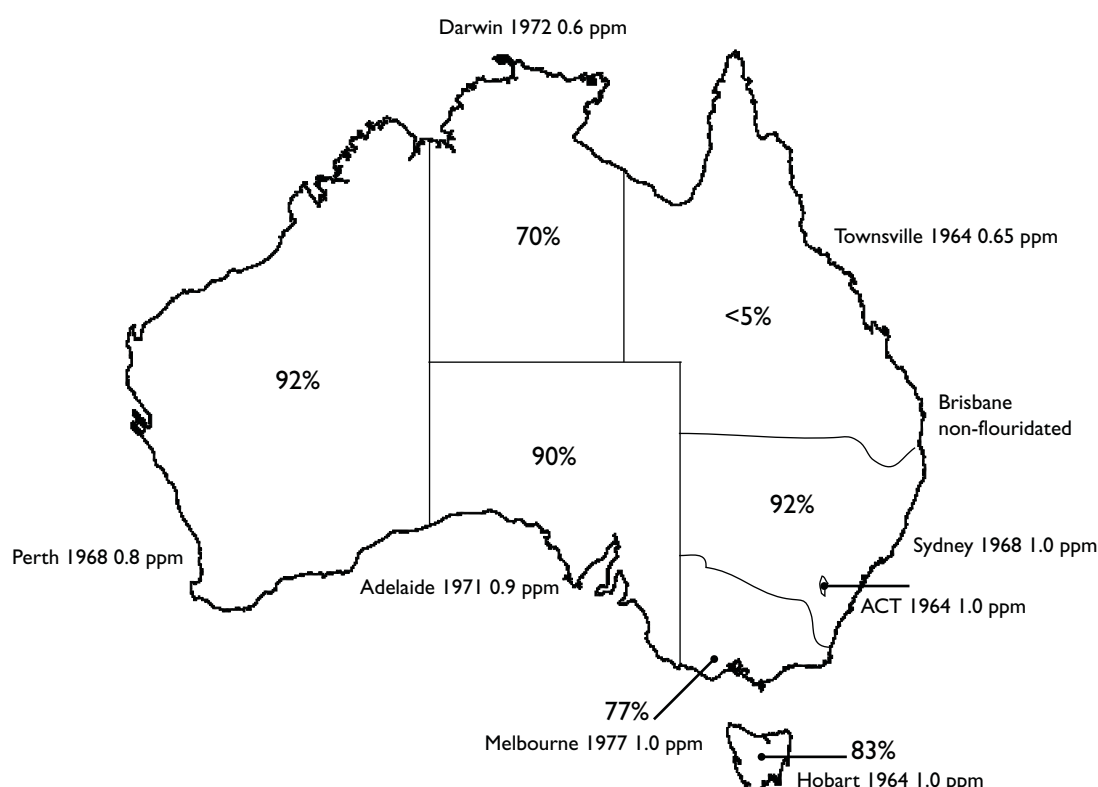 Darwin 1972 0.6 ppm
70%
Townsville 1964 0.65 ppm
<5%
92%
Brisbane
non-flouridated
90%
92%
Sydney 1968 1.0 ppm
Perth 1968 0.8 ppm
Adelaide 1971 0.9 ppm
ACT 1964 1.0 ppm
77%
Melbourne 1977 1.0 ppm
83%
Hobart 1964 1.0 ppm